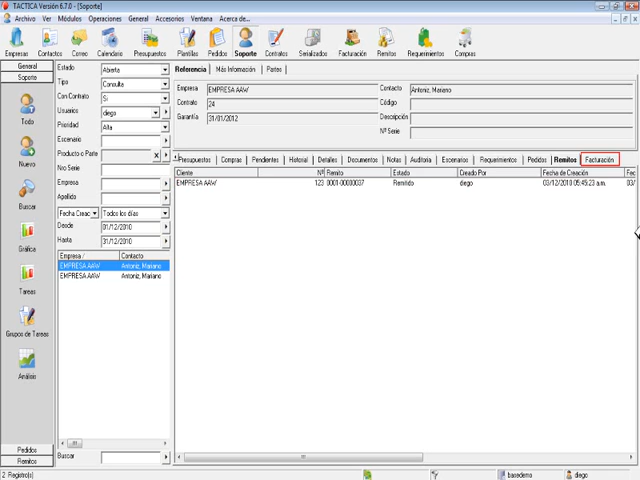 TACTICA Versión 6.7.0 - [Soporte]
Archivo Ver Módulos Operaciones General Accesorios Ventana Acerca de...
Empresas Contactos Correo Calendario Presupuestos Plantillas Pedidos Soporte Contratos Serializados Facturación Remitos Requerimientos Compras
General
Soporte
Todo
Nuevo
Buscar
Gráfica
Tareas
Grupo de Tareas
Análisis
Pedidos
Remitos
Estado Abierta
Tipo Consulta
Con Contrato Si
Usuarios diego
Prioridad Alta
Escenario
Producto o Parte X
Nro Serie
Empresa
Apellido
Fecha Creac Todos los días
Desde 01/12/2010
Hasta 31/12/2010
Empresa / Contacto
EMPRESA AAW Antoniz, Mariano
EMPRESA AAW Antoniz, Mariano
Buscar
Referencia Más Información Partes
Empresa EMPRESA AAW Contacto Antoniz, Mariano
Contrato 24 Código
Garantía 31/01/2012 Descripción
Nº Serie
Presupuestos Compras Pendientes Historial Detalles Documentos Notas Auditoria Escenarios Requerimientos Pedidos Remitos Facturación
Cliente Nº Remito Estado Creado Por Fecha de Creación Fec
EMPRESA AAW 123 0001-00000037 Remitido diego 03/12/2010 05:45:23 a.m. 03/
2 Registro(s) basedemo diego